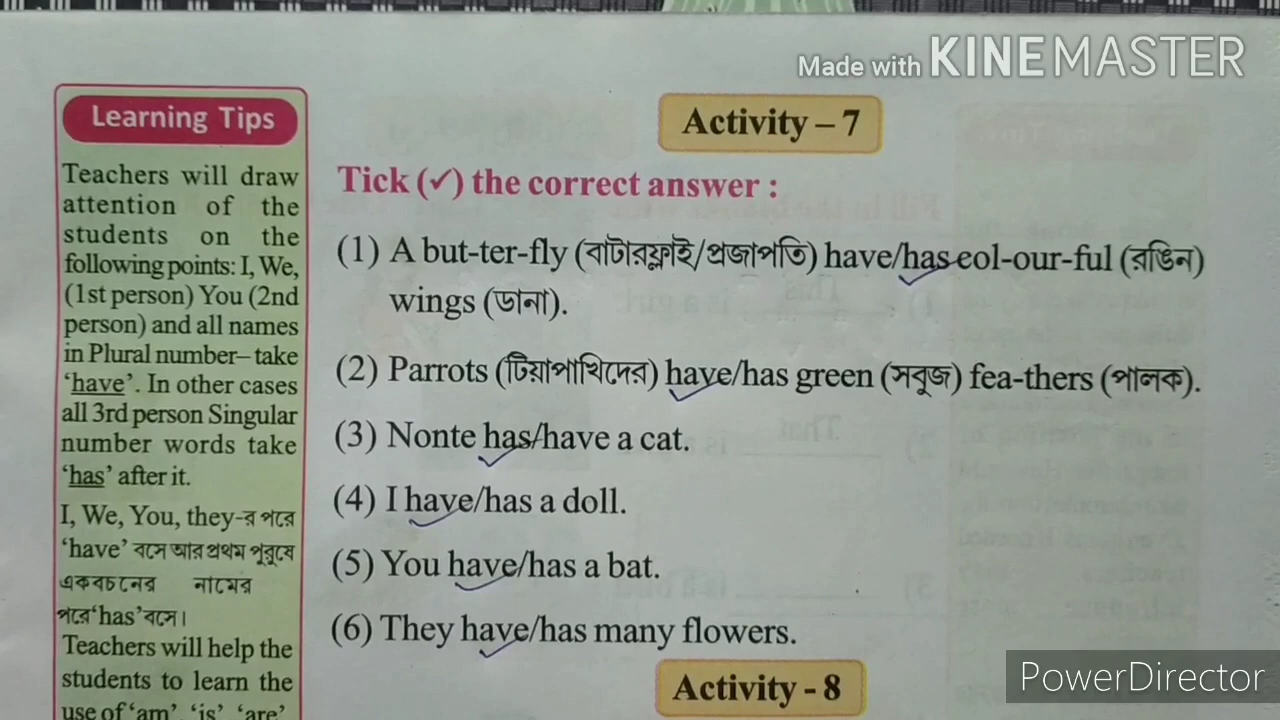 Made with KINEMASTER
Learning Tips
Teachers will draw
attention of the
students on the
following points: I, We,
(1st person) You (2nd
person) and all names
in Plural number– take
‘have’. In other cases
all 3rd person Singular
number words take
‘has’ after it.
I, We, You, they-র পরে
‘have’ বসে আর প্রথম পুরুষে
একবচনের নামের
পরে‘has’বসে।
Teachers will help the
students to learn the
use of ‘am’, ‘is’, ‘are’
Activity – 7
Tick (✓) the correct answer :
(1) A but-ter-fly (বাটারফ্লাই/প্রজাপতি) have/has col-our-ful (রঙিন)
wings (ডানা).
(2) Parrots (টিয়াপাখিদের) have/has green (সবুজ) fea-thers (পালক).
(3) Nonte has/have a cat.
(4) I have/has a doll.
(5) You have/has a bat.
(6) They have/has many flowers.
Activity - 8
PowerDirector